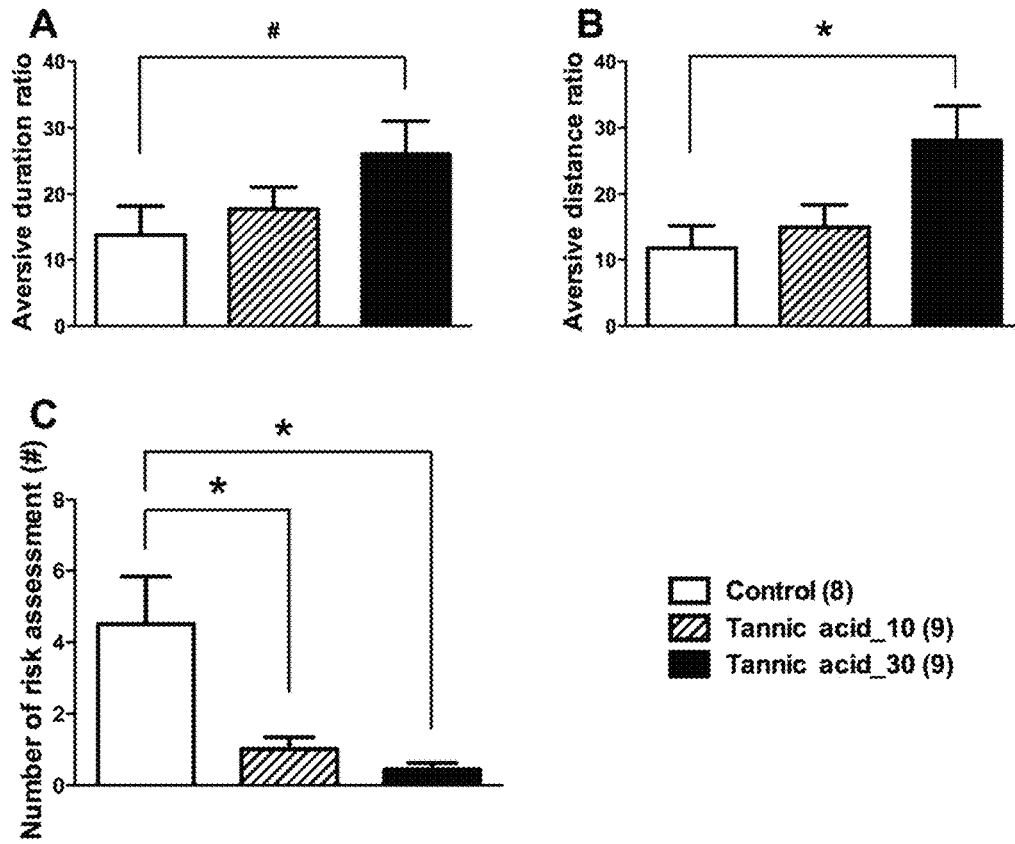 A
#
Aversive duration ratio
40
30
20
10
0
B
*
Aversive distance ratio
40
30
20
10
0
C
*
*
Number of risk assessment (#)
8
6
4
2
0
Control (8)
Tannic acid_10 (9)
Tannic acid_30 (9)